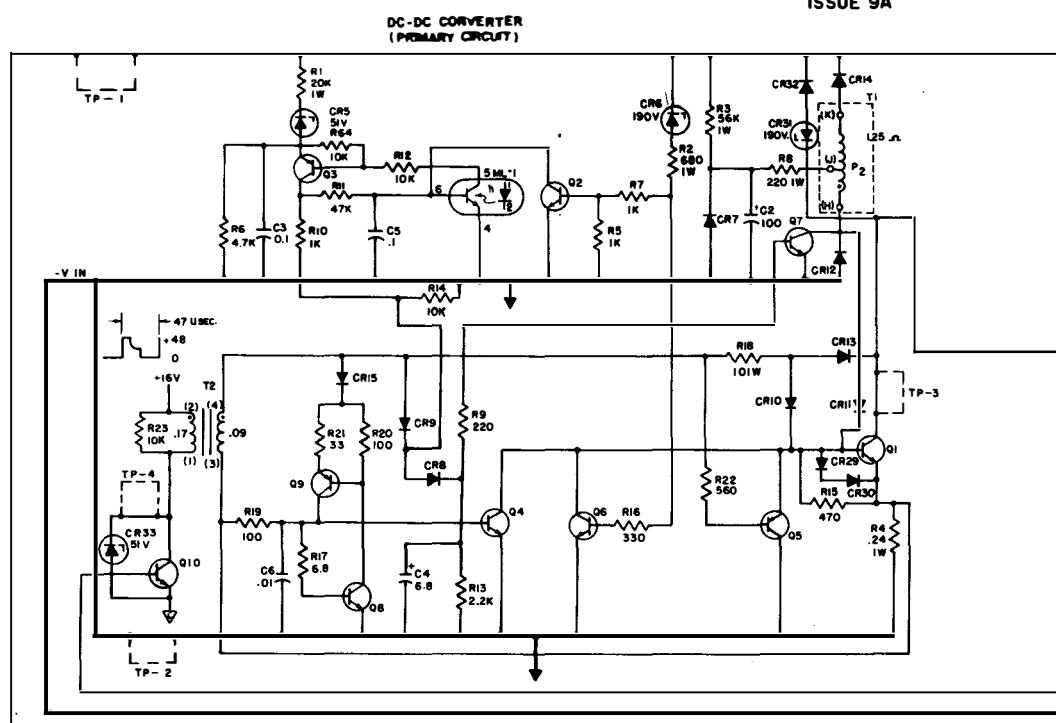 ISSUE 9A
DC-DC CONVERTER
(PRIMARY CIRCUIT)
TP-1
R1
20K
1W
CR5
51V
R64
10K
Q3
R12
10K
R11
47K
R6
4.7K
C3
0.1
R10
1K
C5
.1
5 ML-1
1
2
6
4
Q2
R7
1K
R5
1K
CR6
190V
R2
680
1W
R3
56K
1W
CR7
C2
100
+
R8
220 1W
CR32
CR31
190V.
CR14
T1
(K)
(J)
(H)
P2
1.25 Ω
Q7
CR12
-V IN
R14
10K
47 USEC.
+48
0
+16V
T2
(2)
(4)
R23
10K
.17
.09
(1)
(3)
TP-4
CR33
51V
Q10
TP-2
CR15
R21
33
R20
100
Q9
R19
100
C6
.01
R17
6.8
Q8
CR9
CR8
R9
220
+
C4
6.8
R13
2.2K
Q4
Q6
R16
330
R22
560
Q5
R18
101W
CR13
CR10
CR11
TP-3
Q1
CR29
CR30
R15
470
R4
.24
1W